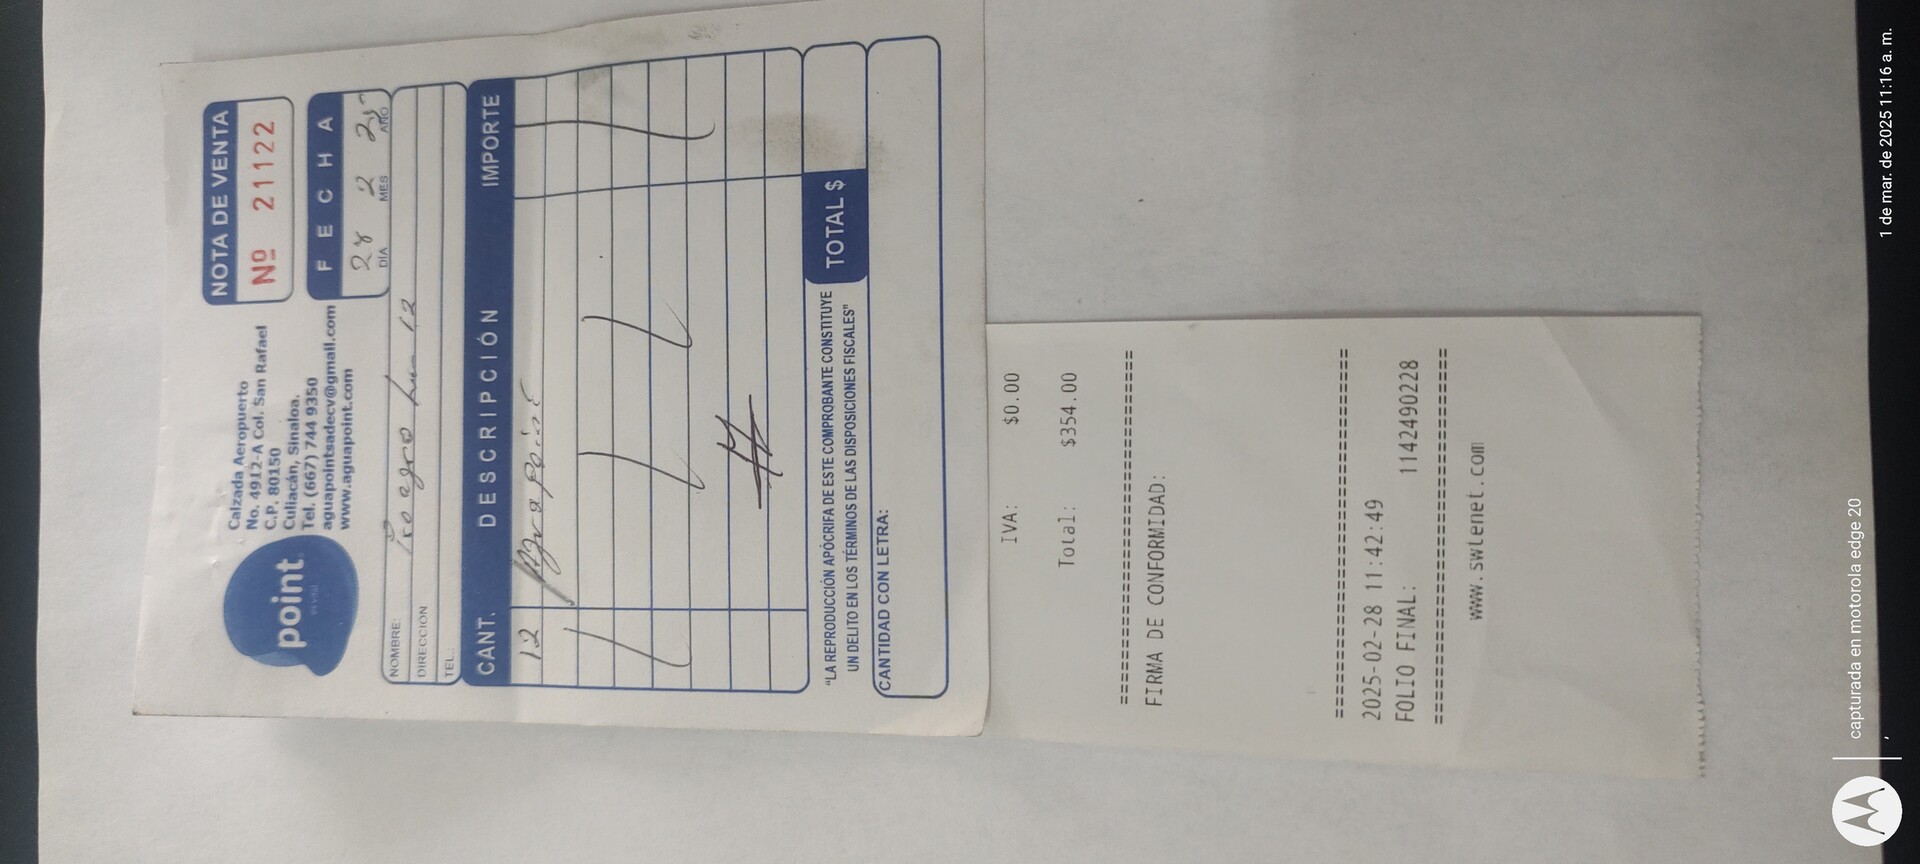 point
Calzada Aeropuerto
No. 4912-A Col. San Rafael
C.P. 80150
Culiacán, Sinaloa.
Tel. (667) 744 9350
aguapointsadecv@gmail.com
www.aguapoint.com
NOTA DE VENTA
Nº 21122
FECHA
28 2 25
DÍA MES AÑO
NOMBRE:
DIRECCION
TEL.:
CANT. DESCRIPCIÓN IMPORTE
12
"LA REPRODUCCIÓN APÓCRIFA DE ESTE COMPROBANTE CONSTITUYE
UN DELITO EN LOS TÉRMINOS DE LAS DISPOSICIONES FISCALES"
TOTAL $
CANTIDAD CON LETRA:
IVA: $0.00
Total: $354.00
================================
FIRMA DE CONFORMIDAD:
================================
2025-02-28 11:42:49
FOLIO FINAL: 1142490228
================================
www.swtenet.com
capturada en motorola edge 20
1 de mar. de 2025 11:16 a. m.